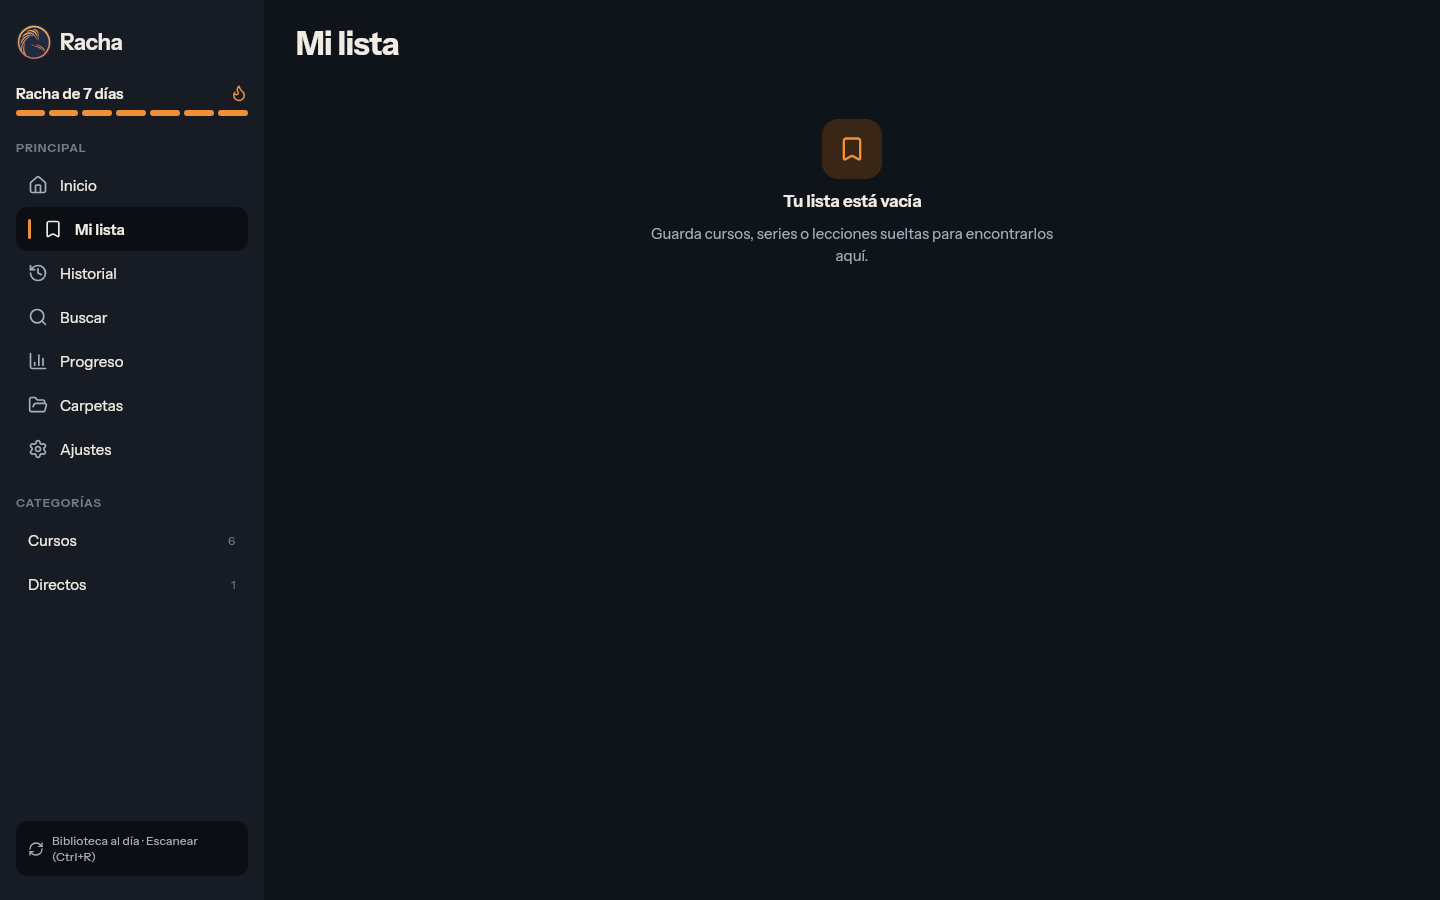 Racha
Racha de 7 días
PRINCIPAL
Inicio
Mi lista
Historial
Buscar
Progreso
Carpetas
Ajustes
CATEGORÍAS
Cursos 6
Directos 1
Biblioteca al día · Escanear
(Ctrl+R)
Mi lista
Tu lista está vacía
Guarda cursos, series o lecciones sueltas para encontrarlos
aquí.